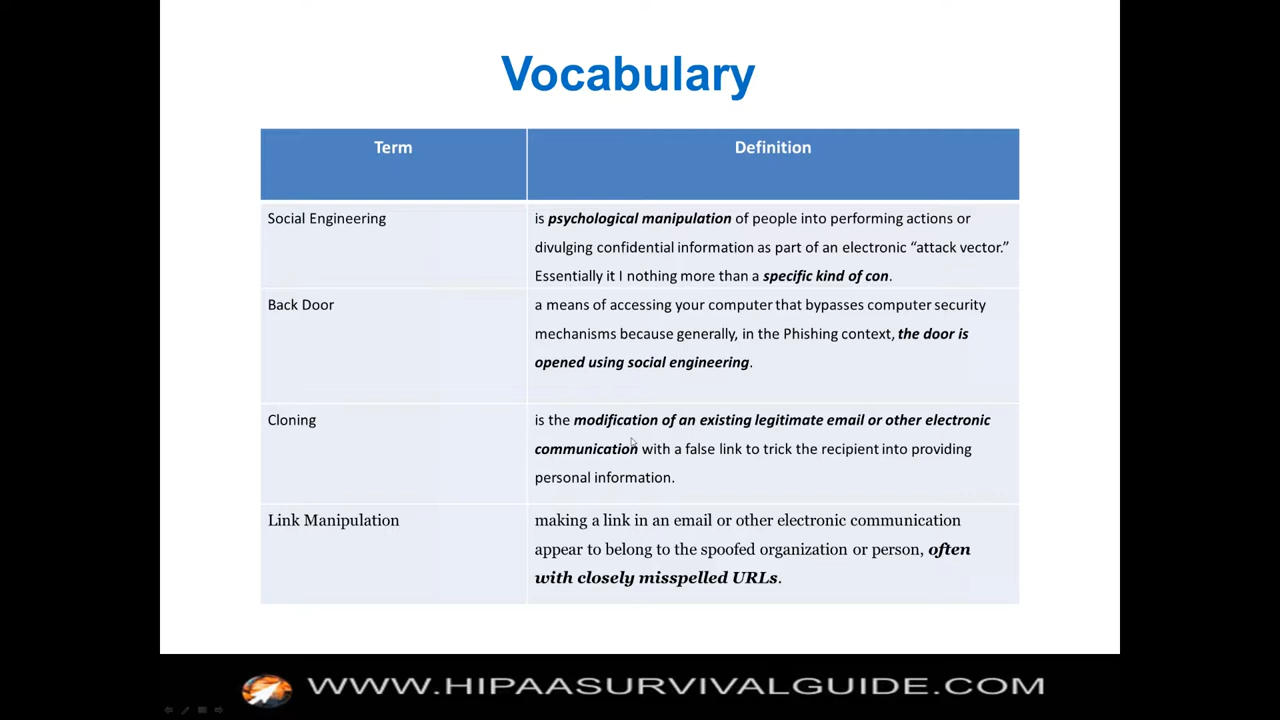 Vocabulary
Term
Definition
Social Engineering
is psychological manipulation of people into performing actions or
divulging confidential information as part of an electronic “attack vector.”
Essentially it I nothing more than a specific kind of con.
Back Door
a means of accessing your computer that bypasses computer security
mechanisms because generally, in the Phishing context, the door is
opened using social engineering.
Cloning
is the modification of an existing legitimate email or other electronic
communication with a false link to trick the recipient into providing
personal information.
Link Manipulation
making a link in an email or other electronic communication
appear to belong to the spoofed organization or person, often
with closely misspelled URLs.
WWW.HIPAASURVIVALGUIDE.COM